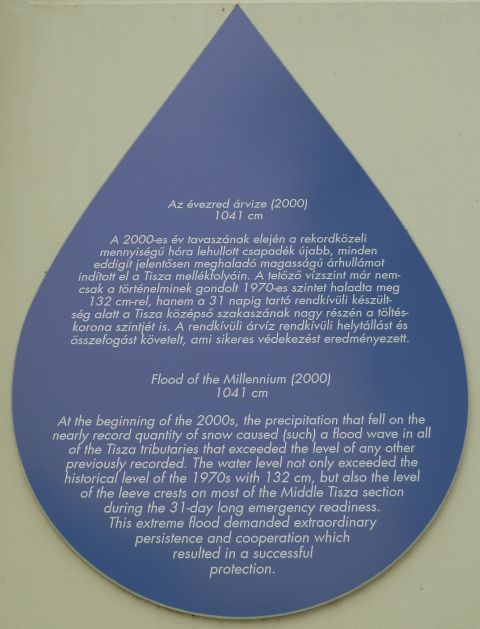 Az évezred árvize (2000)
1041 cm
A 2000-es év tavaszának elején a rekordközeli
mennyiségű hóra lehullott csapadék újabb, minden
eddigit jelentősen meghaladó magasságú árhullámot
indított el a Tisza mellékfolyóin. A tetőző vízszint már nem-
csak a történelminek gondolt 1970-es szintet haladta meg
132 cm-rel, hanem a 31 napig tartó rendkívüli készült-
ség alatt a Tisza középső szakaszának nagy részén a töltés-
korona szintjét is. A rendkívüli árvíz rendkívüli helytállást és
összefogást követelt, ami sikeres védekezést eredményezett.
Flood of the Millennium (2000)
1041 cm
At the beginning of the 2000s, the precipitation that fell on the
nearly record quantity of snow caused (such) a flood wave in all
of the Tisza tributaries that exceeded the level of any other
previously recorded. The water level not only exceeded the
historical level of the 1970s with 132 cm, but also the level
of the leeve crests on most of the Middle Tisza section
during the 31-day long emergency readiness.
This extreme flood demanded extraordinary
persistence and cooperation which
resulted in a successful
protection.